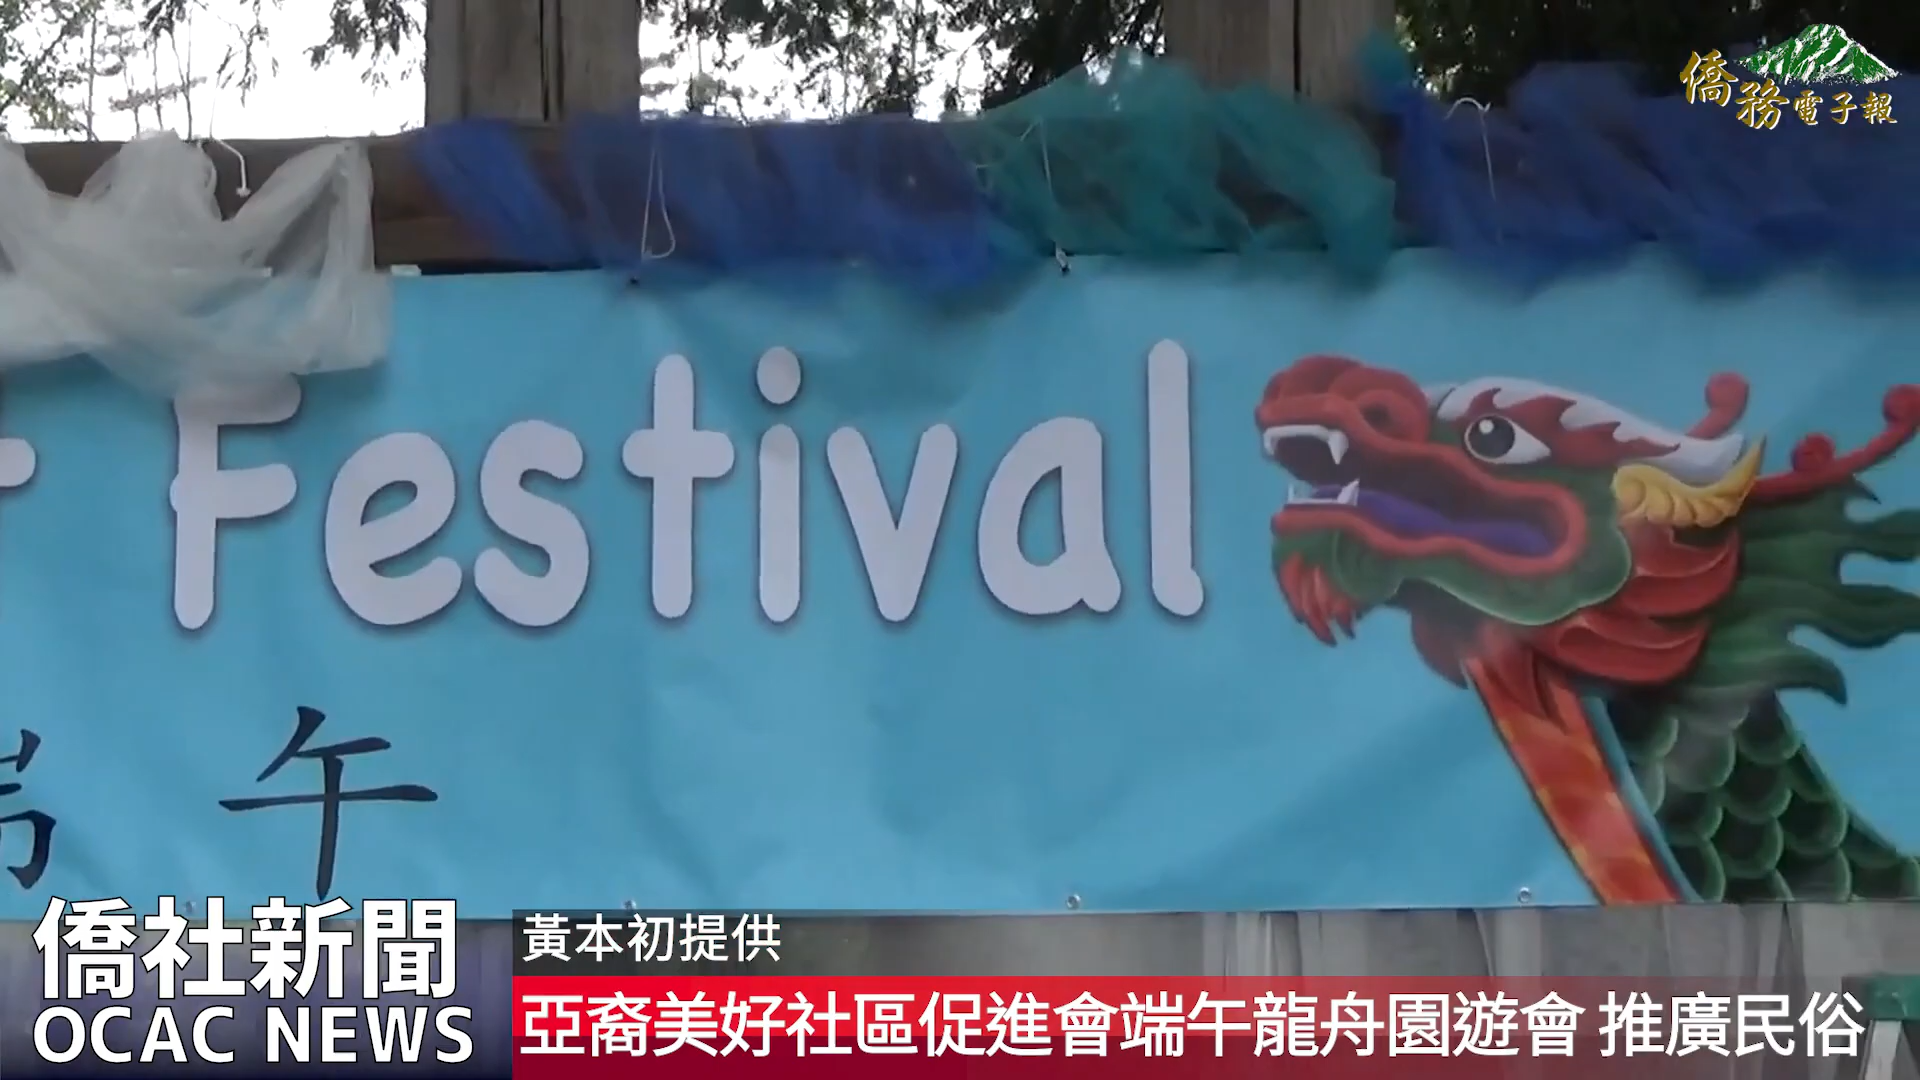 僑務電子報
Festival
端午
僑社新聞
OCAC NEWS
黃本初提供
亞裔美好社區促進會端午龍舟園遊會 推廣民俗